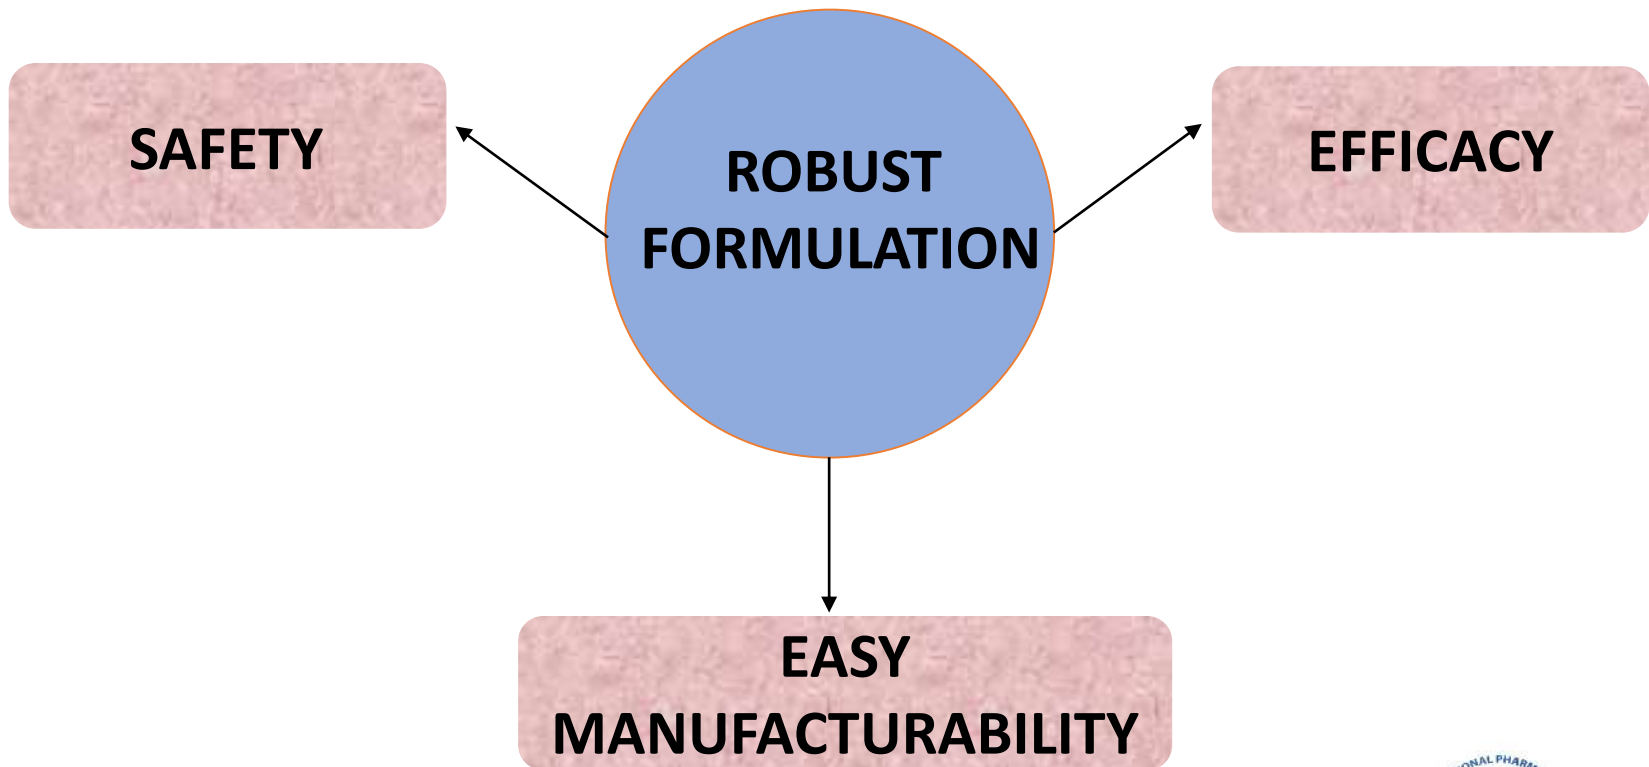 SAFETY
ROBUST
FORMULATION
EFFICACY
EASY
MANUFACTURABILITY